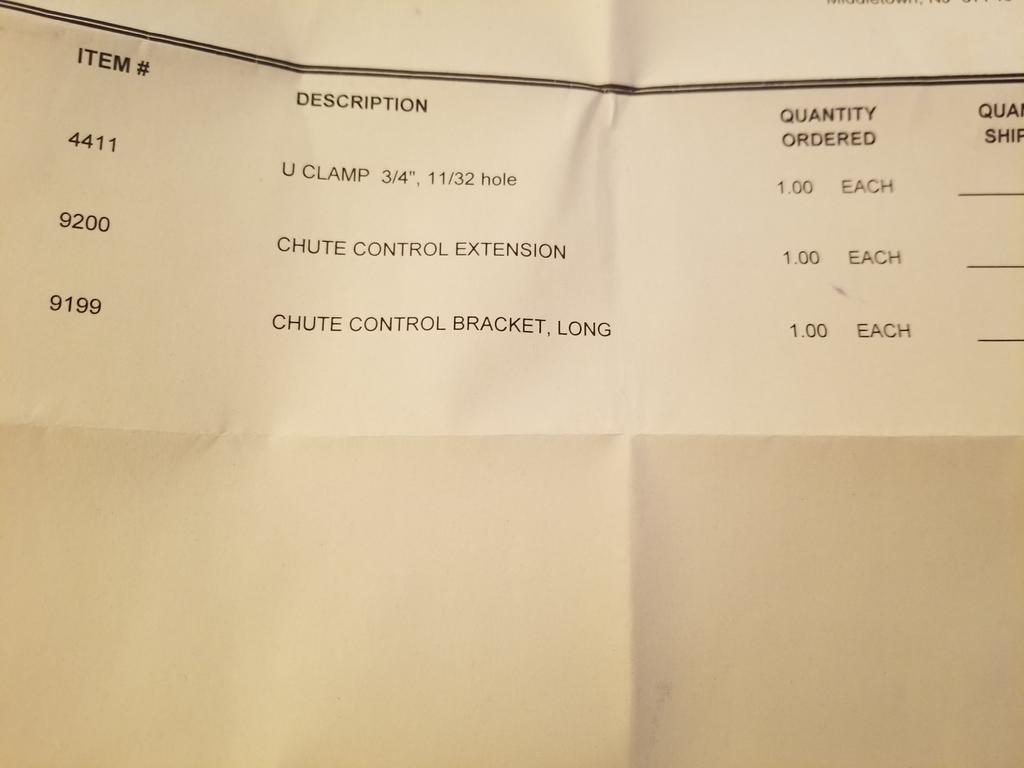 ITEM # DESCRIPTION QUANTITY ORDERED
4411 U CLAMP 3/4", 11/32 hole 1.00 EACH
9200 CHUTE CONTROL EXTENSION 1.00 EACH
9199 CHUTE CONTROL BRACKET, LONG 1.00 EACH